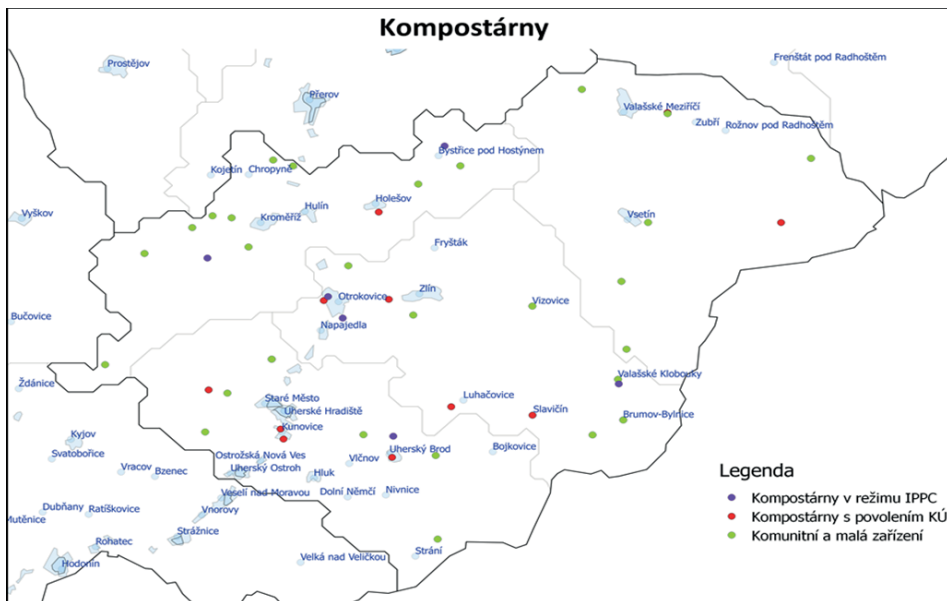 Kompostárny
Frenštát pod Radhoštěm
Prostějov
Přerov
Valašské Meziříčí
Zubří
Rožnov pod Radhoštěm
Bystřice pod Hostýnem
Kojetín
Chropyně
Holešov
Hulín
Kroměříž
Vyškov
Vsetín
Fryšták
Zlín
Otrokovice
Vizovice
Bučovice
Napajedla
Valašské Klobouky
Ždánice
Luhačovice
Staré Město
Uherské Hradiště
Slavičín
Brumov-Bylnice
Kunovice
Kyjov
Svatobořice
Ostrožská Nová Ves
Vlčnov
Uherský Brod
Bojkovice
Uherský Ostroh
Vracov
Bzenec
Hluk
Veselí nad Moravou
Dolní Němčí
Nivnice
Dubňany
Ratíškovice
Vnorovy
Mutěnice
Strážnice
Rohatec
Hodonín
Velká nad Veličkou
Strání
Legenda
Kompostárny v režimu IPPC
Kompostárny s povolením KÚ
Komunitní a malá zařízení